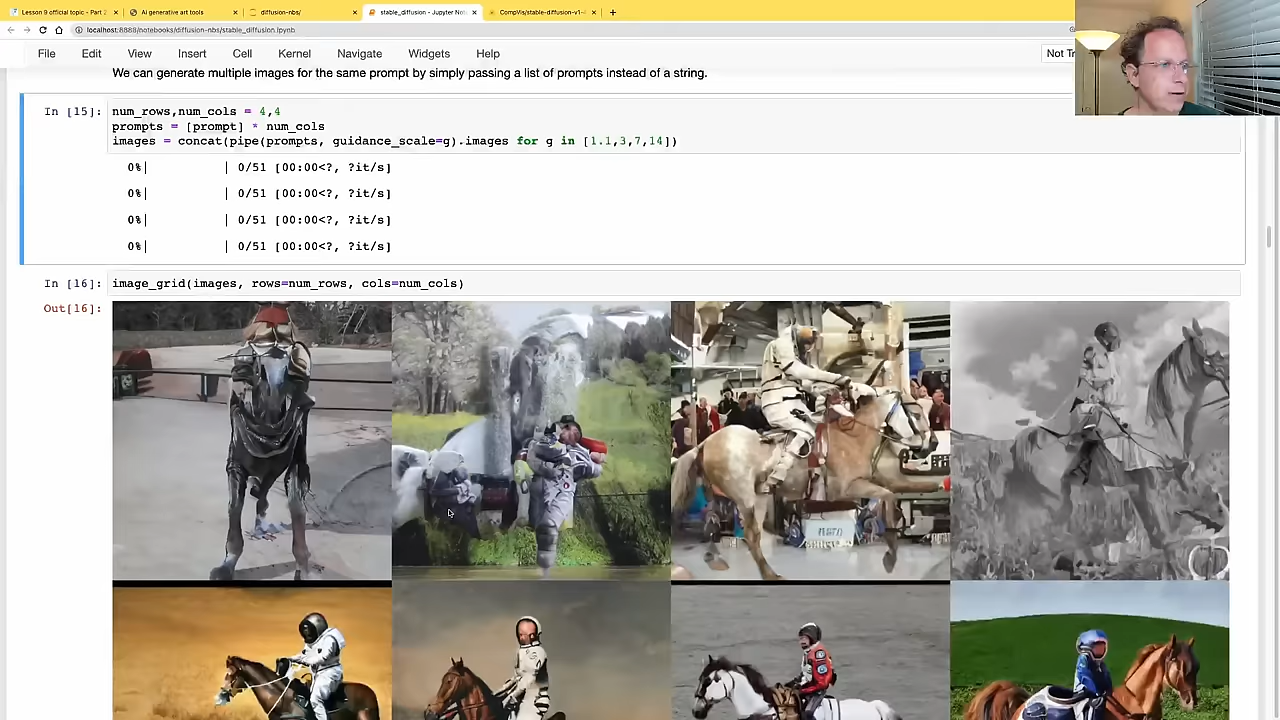 Lesson 9 official topic - Part 2
Ai generative art tools
diffusion-nbs/
stable_diffusion - Jupyter Not
CompVis/stable-diffusion-v1-
localhost:8888/notebooks/diffusion-nbs/stable_diffusion.ipynb
File Edit View Insert Cell Kernel Navigate Widgets Help
Not Tr
We can generate multiple images for the same prompt by simply passing a list of prompts instead of a string.
In [15]: num_rows,num_cols = 4,4
prompts = [prompt] * num_cols
images = concat(pipe(prompts, guidance_scale=g).images for g in [1.1,3,7,14])
0%| | 0/51 [00:00<?, ?it/s]
0%| | 0/51 [00:00<?, ?it/s]
0%| | 0/51 [00:00<?, ?it/s]
0%| | 0/51 [00:00<?, ?it/s]
In [16]: image_grid(images, rows=num_rows, cols=num_cols)
Out[16]: